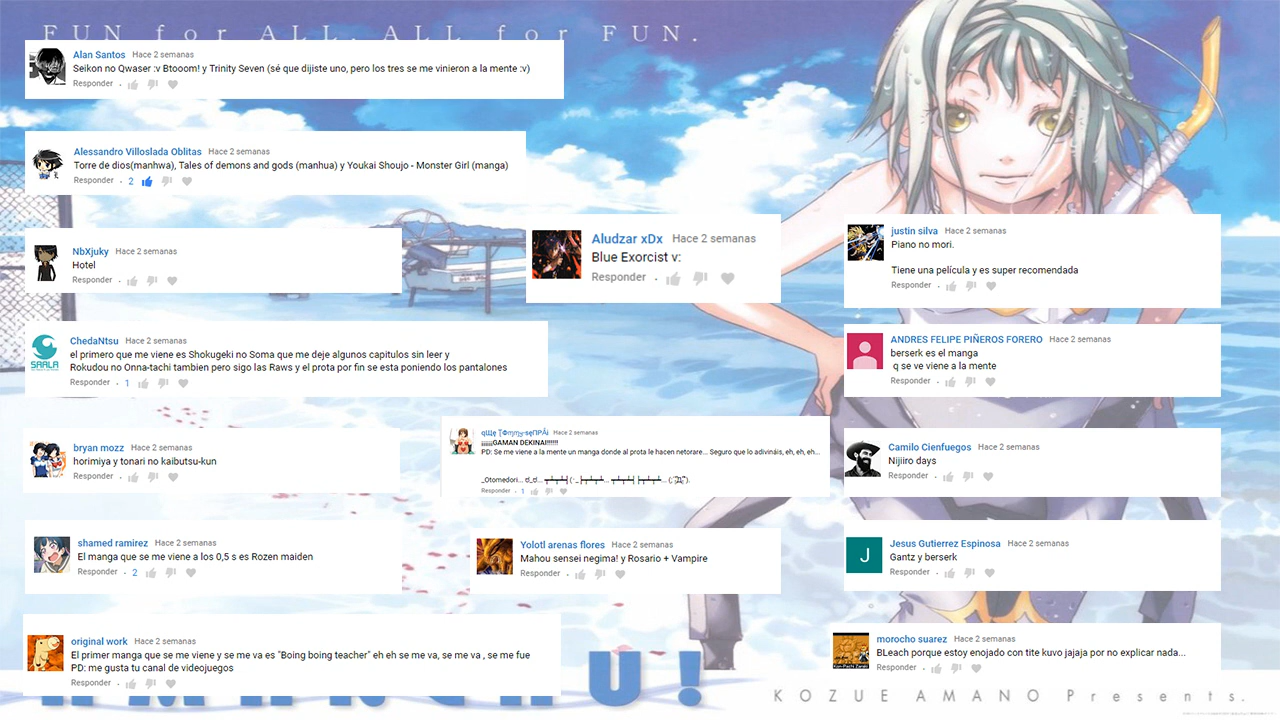 FUN for ALL. ALL for FUN.
Alan Santos Hace 2 semanas
Seikon no Qwaser :v Btooom! y Trinity Seven (sé que dijiste uno, pero los tres se me vinieron a la mente :v)
Responder
Alessandro Villoslada Oblitas Hace 2 semanas
Torre de dios(manhwa), Tales of demons and gods (manhua) y Youkai Shoujo - Monster Girl (manga)
Responder · 2
NbXjuky Hace 2 semanas
Hotel
Responder
Aludzar xDx Hace 2 semanas
Blue Exorcist v:
Responder
justin silva Hace 2 semanas
Piano no mori.
Tiene una película y es super recomendada
Responder
SARLA
ChedaNtsu Hace 2 semanas
el primero que me viene es Shokugeki no Soma que me deje algunos capitulos sin leer y
Rokudou no Onna-tachi tambien pero sigo las Raws y el prota por fin se esta poniendo los pantalones
Responder · 1
ANDRES FELIPE PIÑEROS FORERO Hace 2 semanas
berserk es el manga
q se ve viene a la mente
Responder
bryan mozz Hace 2 semanas
horimiya y tonari no kaibutsu-kun
Responder
Hace 2 semanas
¡¡¡¡¡¡GAMAN DEKINAI!!!!!!
PD: Se me viene a la mente un manga donde al prota le hacen netorare... Seguro que lo adivináis, eh, eh, eh...
_Otomedori...
Responder · 1
Camilo Cienfuegos Hace 2 semanas
Nijiiro days
Responder
shamed ramirez Hace 2 semanas
El manga que se me viene a los 0,5 s es Rozen maiden
Responder · 2
Yolotl arenas flores Hace 2 semanas
Mahou sensei negima! y Rosario + Vampire
Responder
J
Jesus Gutierrez Espinosa Hace 2 semanas
Gantz y berserk
Responder
original work Hace 2 semanas
El primer manga que se me viene y se me va es "Boing boing teacher" eh eh se me va, se me va , se me fue
PD: me gusta tu canal de videojuegos
Responder
morocho suarez Hace 2 semanas
BLeach porque estoy enojado con tite kuvo jajaja por no explicar nada...
Responder
U!
KOZUE AMANO Presents.